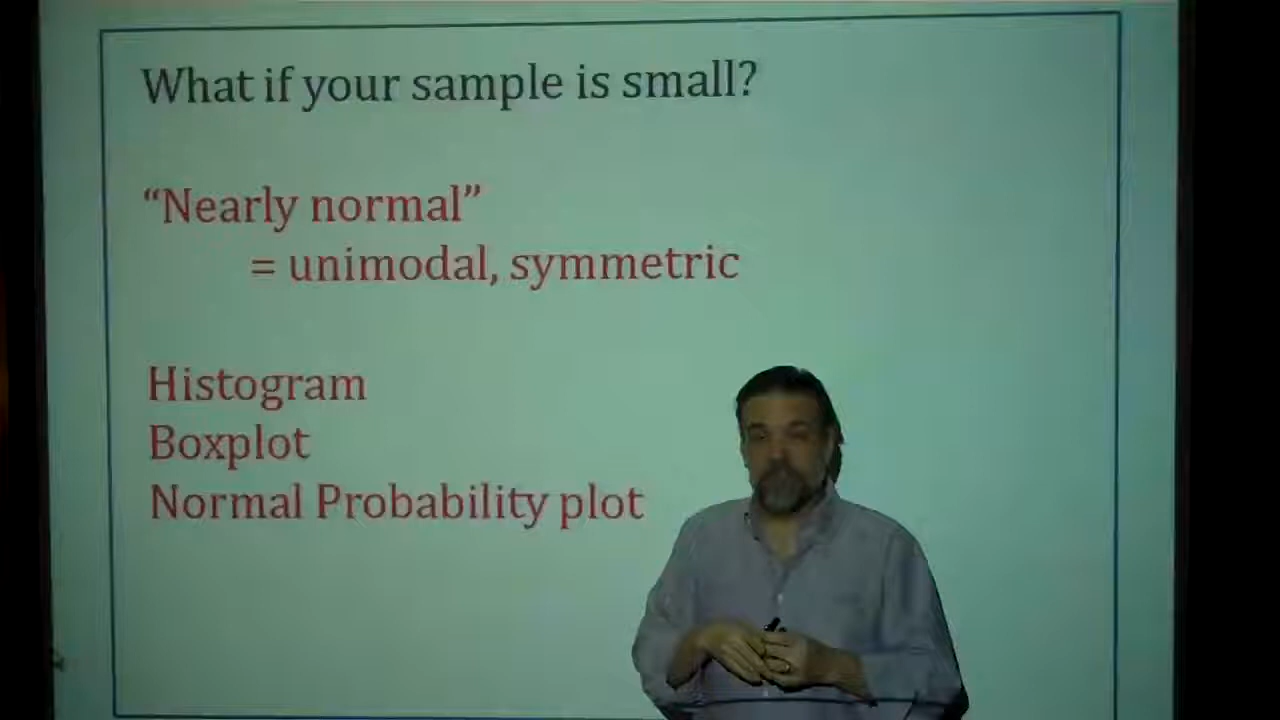 What if your sample is small?
“Nearly normal”
= unimodal, symmetric
Histogram
Boxplot
Normal Probability plot